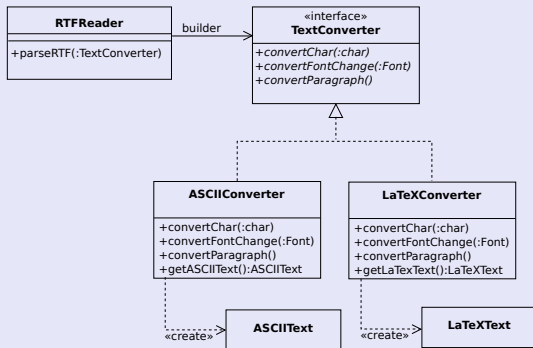 RTFReader
+parseRTF(:TextConverter)
builder
«interface»
TextConverter
+convertChar(:char)
+convertFontChange(:Font)
+convertParagraph()
ASCIIConverter
+convertChar(:char)
+convertFontChange(:Font)
+convertParagraph()
+getASCIIText():ASCIIText
LaTeXConverter
+convertChar(:char)
+convertFontChange(:Font)
+convertParagraph()
+getLaTexText():LaTeXText
«create»
ASCIIText
«create»
LaTeXText